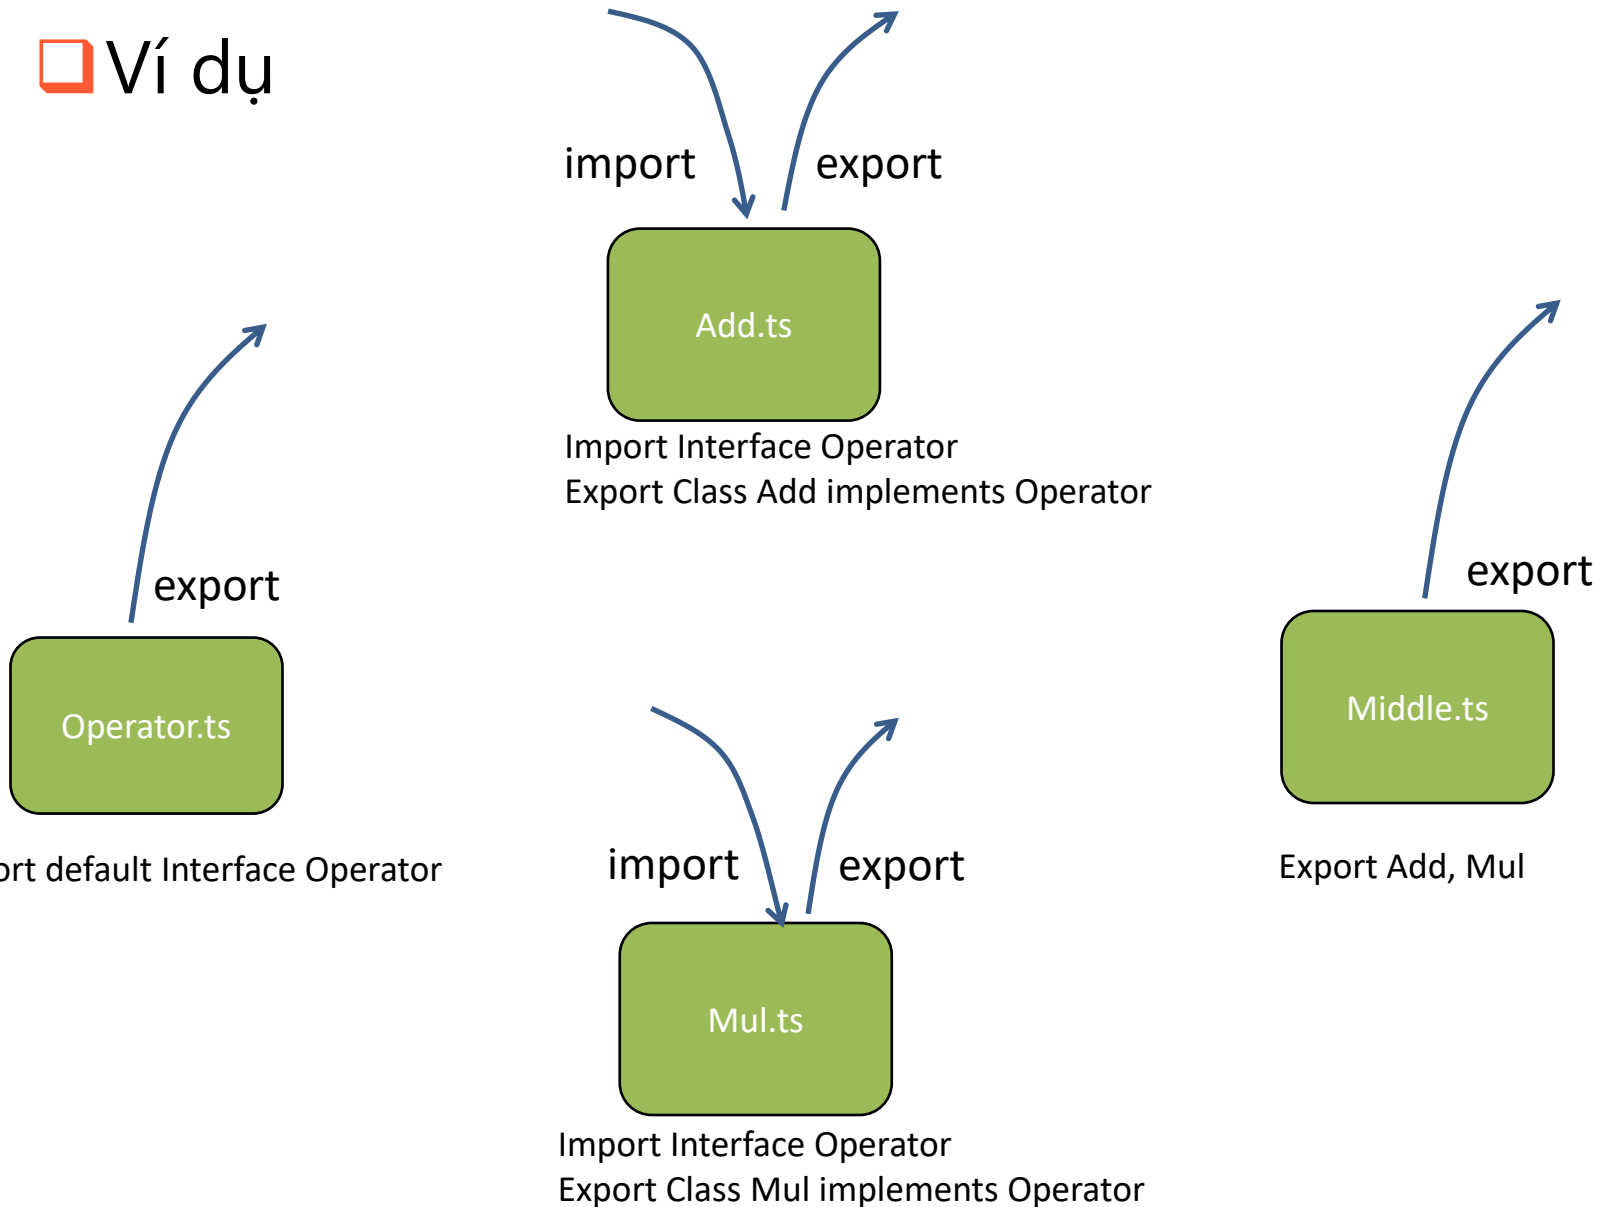 Ví dụ
import
export
Add.ts
Import Interface Operator
Export Class Add implements Operator
export
Operator.ts
default Interface Operator
import
export
Mul.ts
Import Interface Operator
Export Class Mul implements Operator
export
Middle.ts
Export Add, Mul